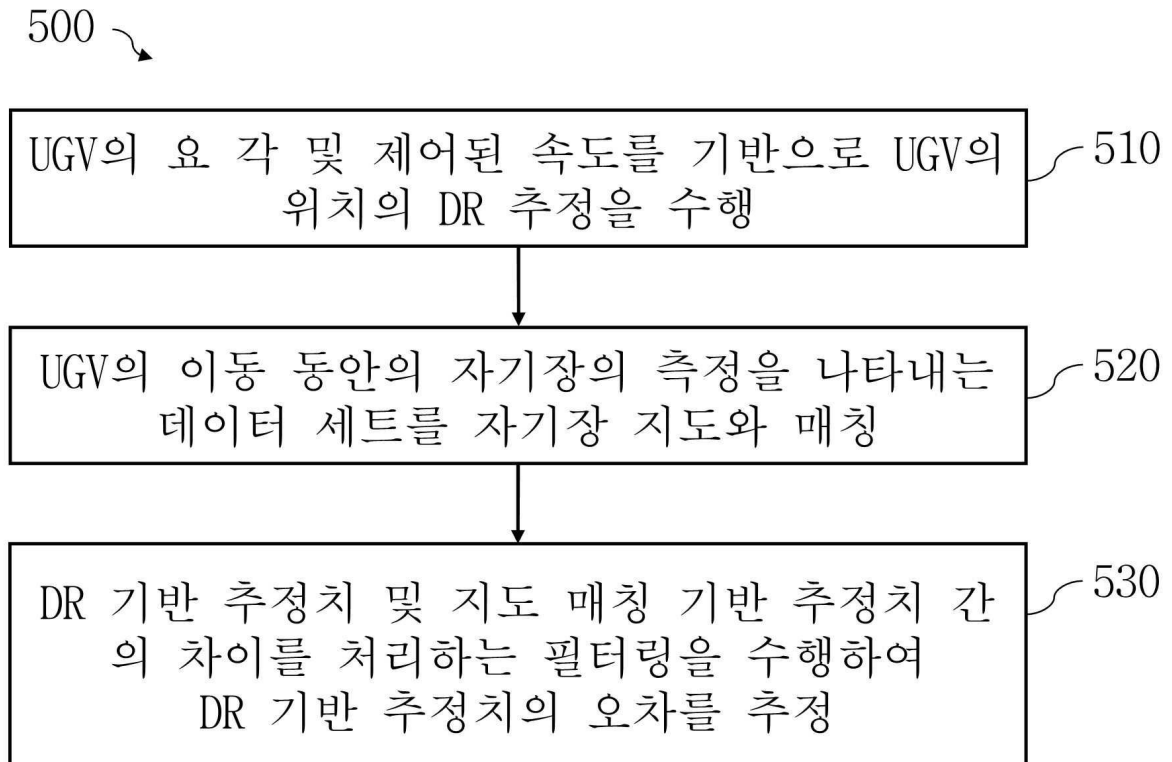 500
UGV의 요 각 및 제어된 속도를 기반으로 UGV의
위치의 DR 추정을 수행
510
UGV의 이동 동안의 자기장의 측정을 나타내는
데이터 세트를 자기장 지도와 매칭
520
DR 기반 추정치 및 지도 매칭 기반 추정치 간
의 차이를 처리하는 필터링을 수행하여
DR 기반 추정치의 오차를 추정
530